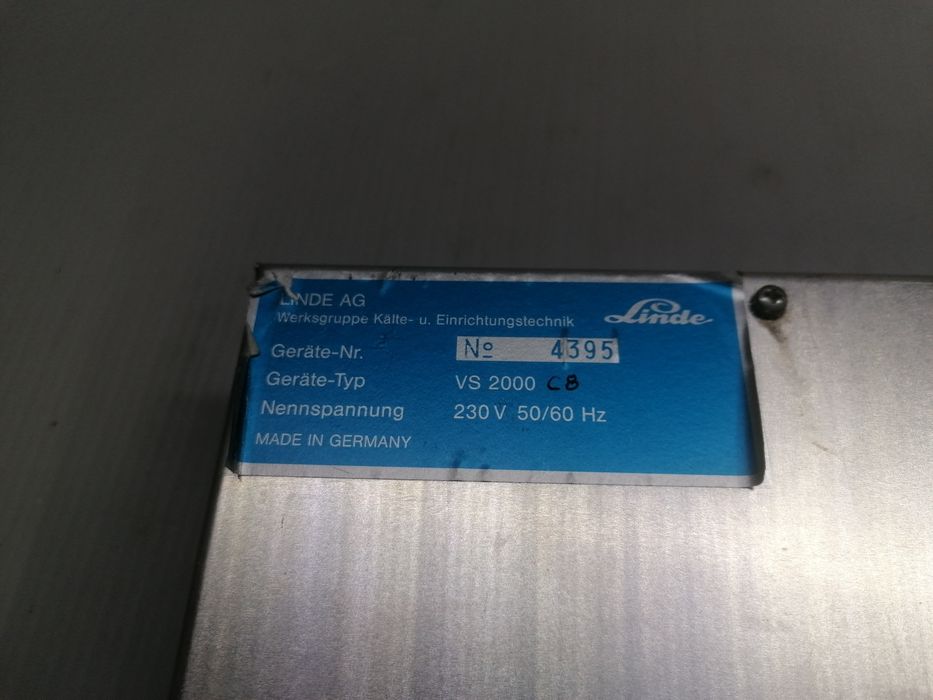 LINDE AG
Werksgruppe Kälte- u. Einrichtungstechnik
Linde
Geräte-Nr. Nº 4395
Geräte-Typ VS 2000 C8
Nennspannung 230 V 50/60 Hz
MADE IN GERMANY